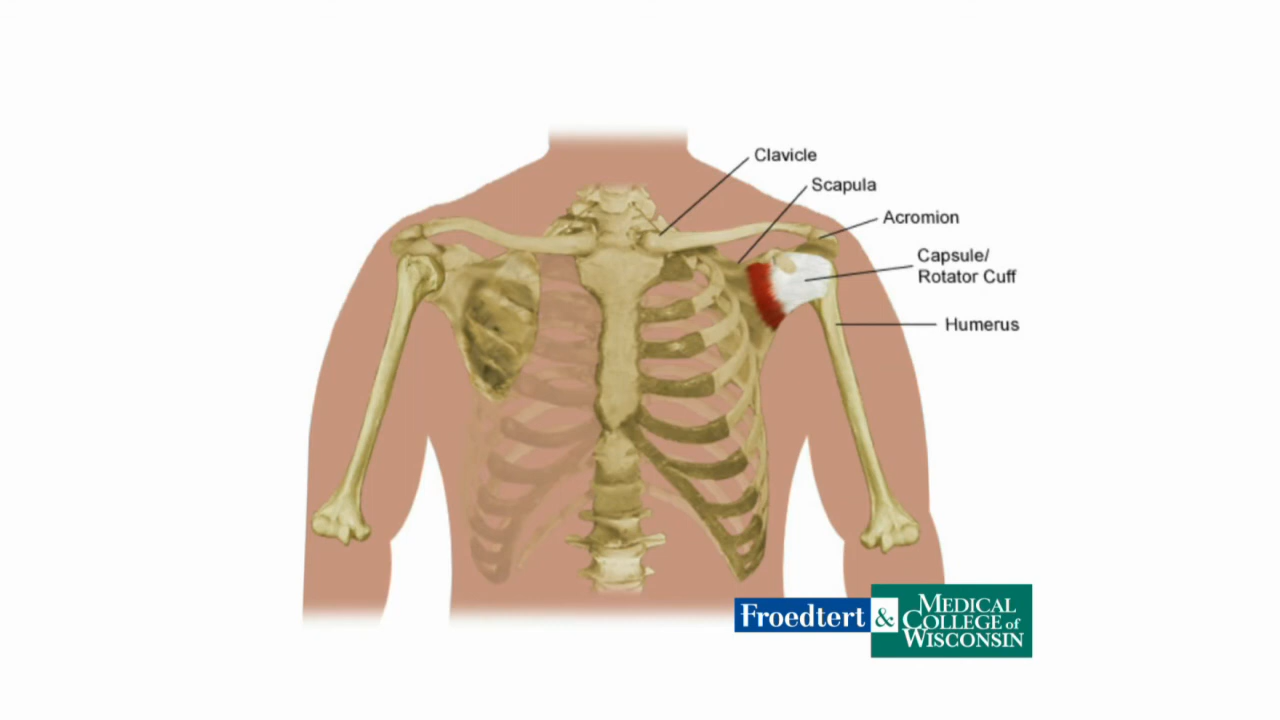 Clavicle
Scapula
Acromion
Capsule/
Rotator Cuff
Humerus
Froedtert & MEDICAL
COLLEGE of
WISCONSIN